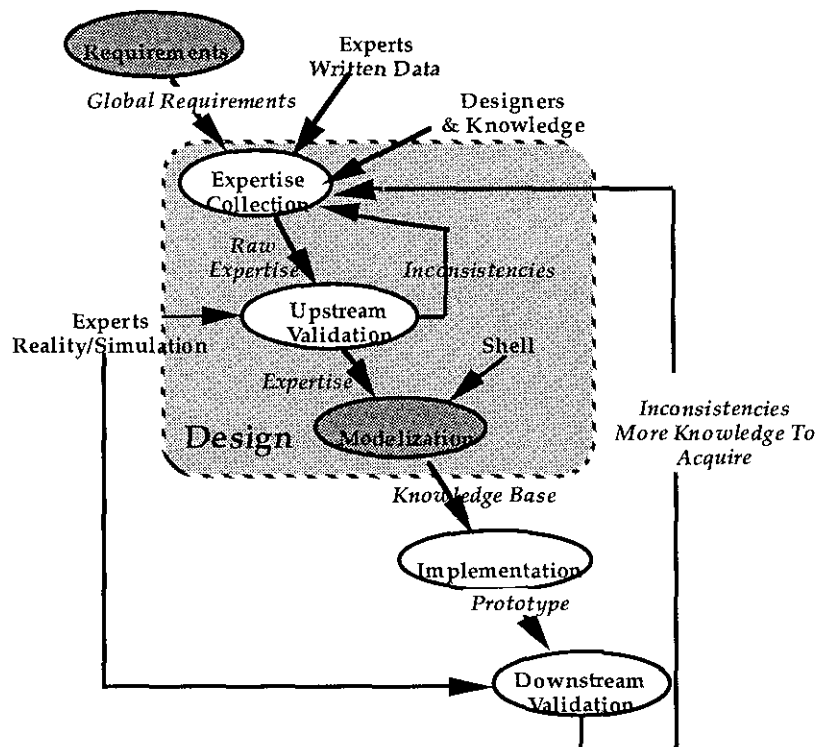 Requirements
Experts
Written Data
Global Requirements
Designers
& Knowledge
Expertise
Collection
Raw
Expertise
Inconsistencies
Upstream
Validation
Experts
Reality/Simulation
Shell
Expertise
Design
Modelization
Inconsistencies
More Knowledge To
Acquire
Knowledge Base
Implementation
Prototype
Downstream
Validation